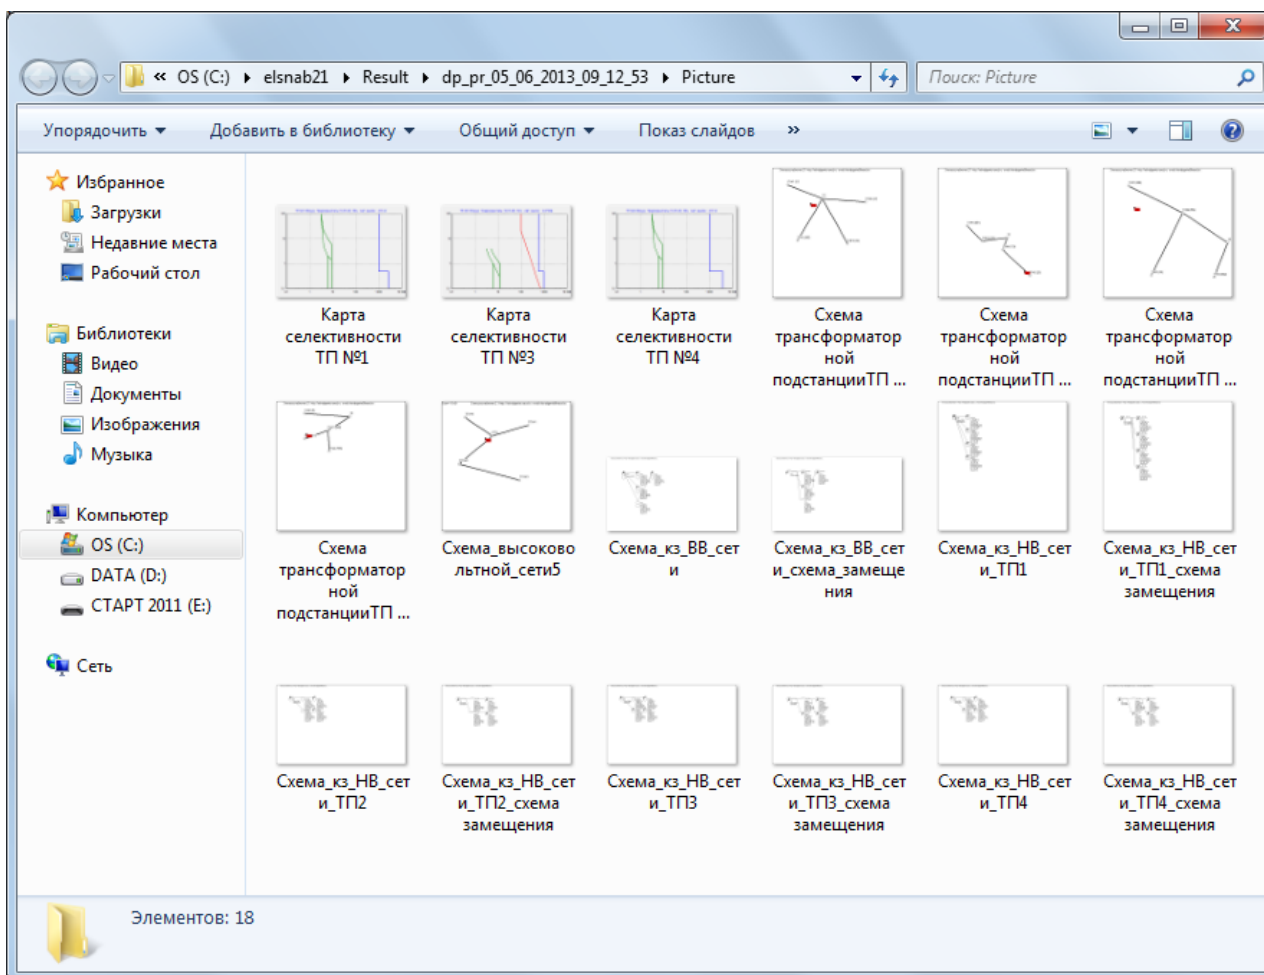 « OS (C:) ▸ elsnab21 ▸ Result ▸ dp_pr_05_06_2013_09_12_53 ▸ Picture
Поиск: Picture
Упорядочить ▼ Добавить в библиотеку ▼ Общий доступ ▼ Показ слайдов »
Избранное
Загрузки
Недавние места
Рабочий стол
Библиотеки
Видео
Документы
Изображения
Музыка
Компьютер
OS (C:)
DATA (D:)
СТАРТ 2011 (E:)
Сеть
Карта
селективности
ТП №1
Карта
селективности
ТП №3
Карта
селективности
ТП №4
Схема
трансформатор
ной
подстанцииТП ...
Схема
трансформатор
ной
подстанцииТП ...
Схема
трансформатор
ной
подстанцииТП ...
Схема
трансформатор
ной
подстанцииТП ...
Схема_высоково
льтной_сети5
Схема_кз_ВВ_сет
и
Схема_кз_ВВ_сет
и_схема_замеще
ния
Схема_кз_НВ_сет
и_ТП1
Схема_кз_НВ_сет
и_ТП1_схема
замещения
Схема_кз_НВ_сет
и_ТП2
Схема_кз_НВ_сет
и_ТП2_схема
замещения
Схема_кз_НВ_сет
и_ТП3
Схема_кз_НВ_сет
и_ТП3_схема
замещения
Схема_кз_НВ_сет
и_ТП4
Схема_кз_НВ_сет
и_ТП4_схема
замещения
Элементов: 18